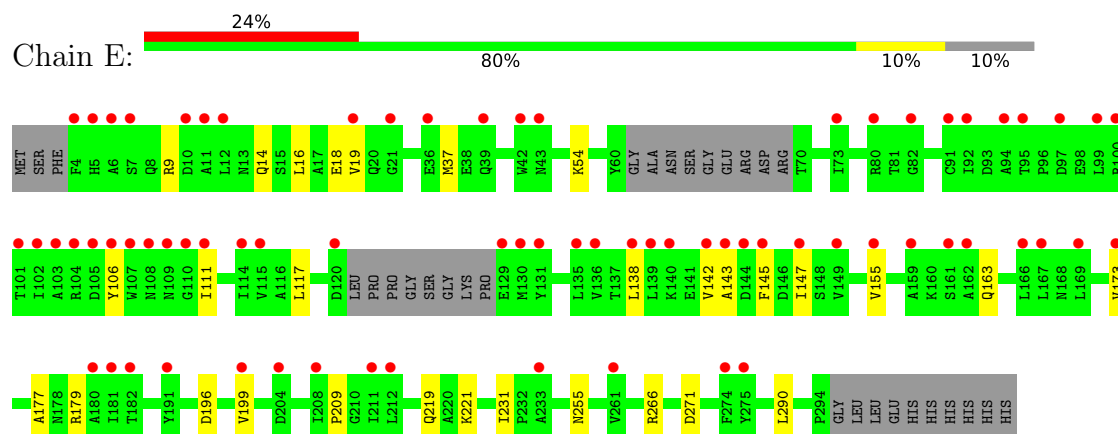 24%
Chain E:
80% 10% 10%
MET SER PHE F4 H5 A6 S7 Q8 R9 D10 A11 L12 N13 Q14 S15 L16 A17 E18 V19 Q20 G21 E36 M37 E38 Q39 W42 N43 K54 Y60 GLY ALA ASN SER GLY GLU ARG ASP ARG T70 I73 R80 T81 G82 C91 I92 D93 A94 T95 P96 D97 E98 L99
T101 I102 A103 R104 D105 Y106 W107 N108 N109 G110 I111 I114 V115 A116 L117 D120 LEU PRO PRO GLY SER GLY LYS PRO E129 M130 Y131 L135 V136 T137 L138 L139 K140 E141 V142 A143 D144 F145 D146 I147 S148 V149 V155 A159 K160 S161 A162 Q163 L166 L167 N168 L169
A177 N178 R179 A180 I181 T182 Y191 D196 V199 D204 I208 P209 G210 I211 L212 Q219 A220 K221 I231 P232 A233 N255 V261 R266 D271 F274 Y275 L290 P294 GLY LEU LEU GLU HIS HIS HIS HIS HIS HIS